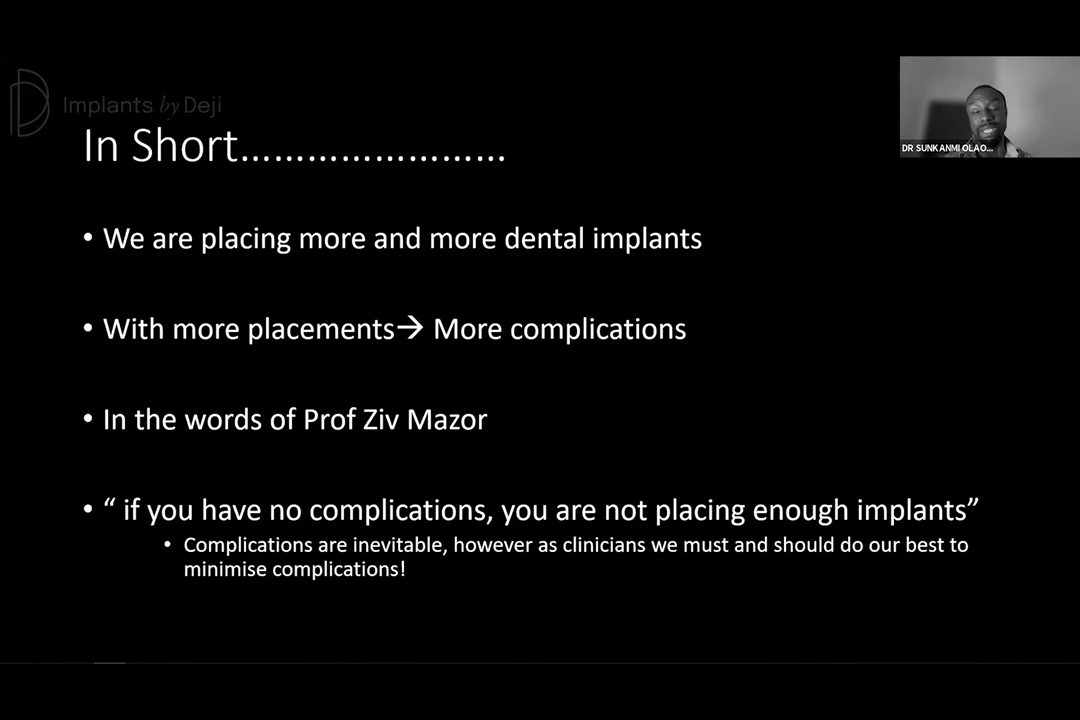 Implants by Deji
In Short........................
DR SUNKANMI OLAO...
• We are placing more and more dental implants
• With more placements→ More complications
• In the words of Prof Ziv Mazor
• “ if you have no complications, you are not placing enough implants”
• Complications are inevitable, however as clinicians we must and should do our best to
minimise complications!